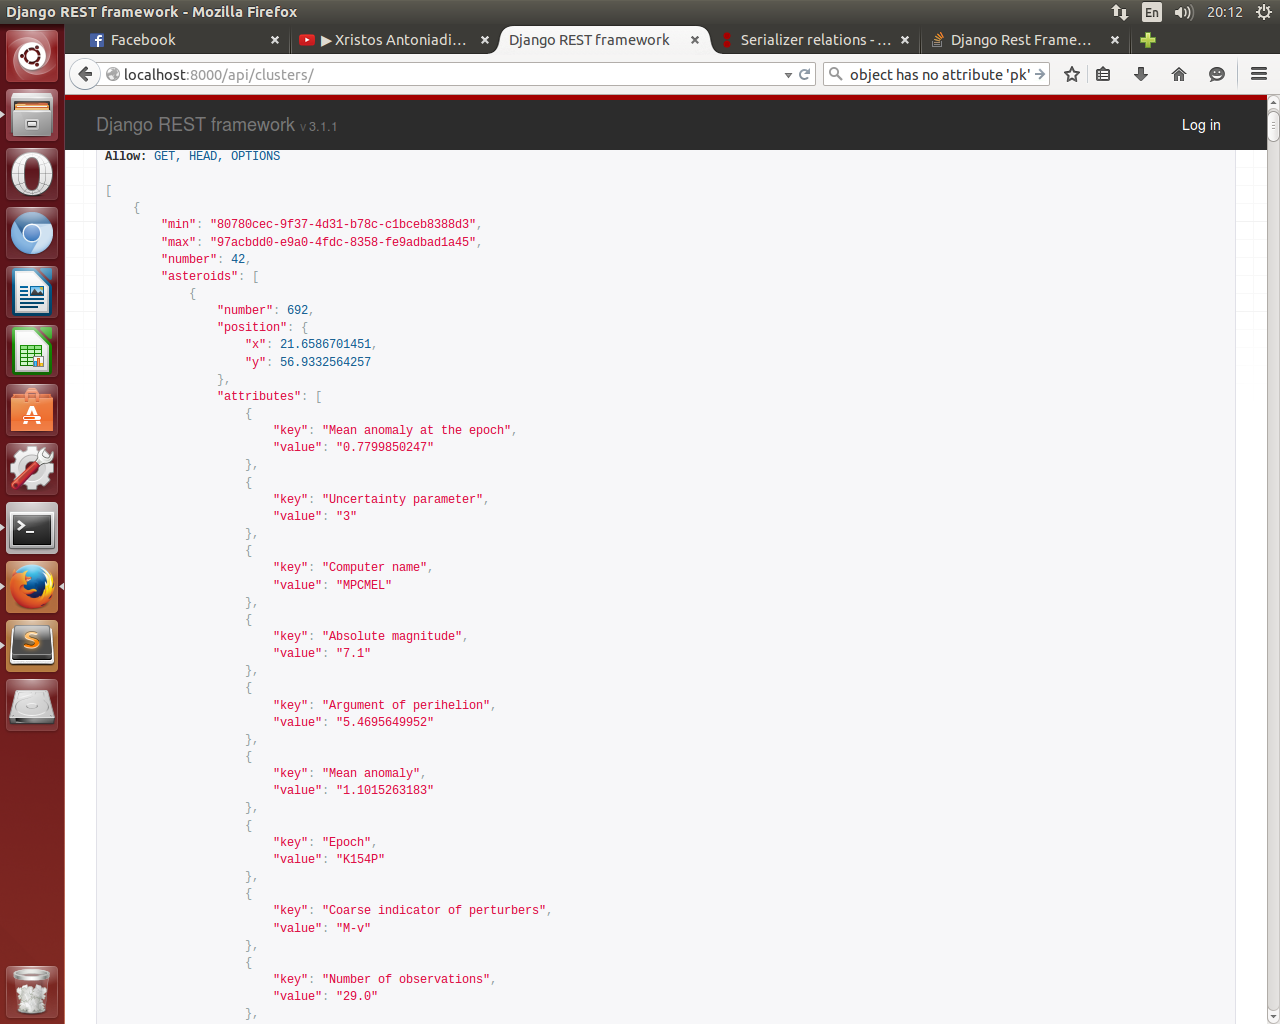 Django REST framework - Mozilla Firefox
En
20:12
Facebook
▶ Xristos Antoniadi...
Django REST framework
Serializer relations - ...
Django Rest Frame...
localhost:8000/api/clusters/
object has no attribute 'pk'
Django REST framework v 3.1.1
Log in
Allow: GET, HEAD, OPTIONS
[
{
"min": "80780cec-9f37-4d31-b78c-c1bceb8388d3",
"max": "97acbdd0-e9a0-4fdc-8358-fe9adbad1a45",
"number": 42,
"asteroids": [
{
"number": 692,
"position": {
"x": 21.6586701451,
"y": 56.9332564257
},
"attributes": [
{
"key": "Mean anomaly at the epoch",
"value": "0.7799850247"
},
{
"key": "Uncertainty parameter",
"value": "3"
},
{
"key": "Computer name",
"value": "MPCMEL"
},
{
"key": "Absolute magnitude",
"value": "7.1"
},
{
"key": "Argument of perihelion",
"value": "5.4695649952"
},
{
"key": "Mean anomaly",
"value": "1.1015263183"
},
{
"key": "Epoch",
"value": "K154P"
},
{
"key": "Coarse indicator of perturbers",
"value": "M-v"
},
{
"key": "Number of observations",
"value": "29.0"
},